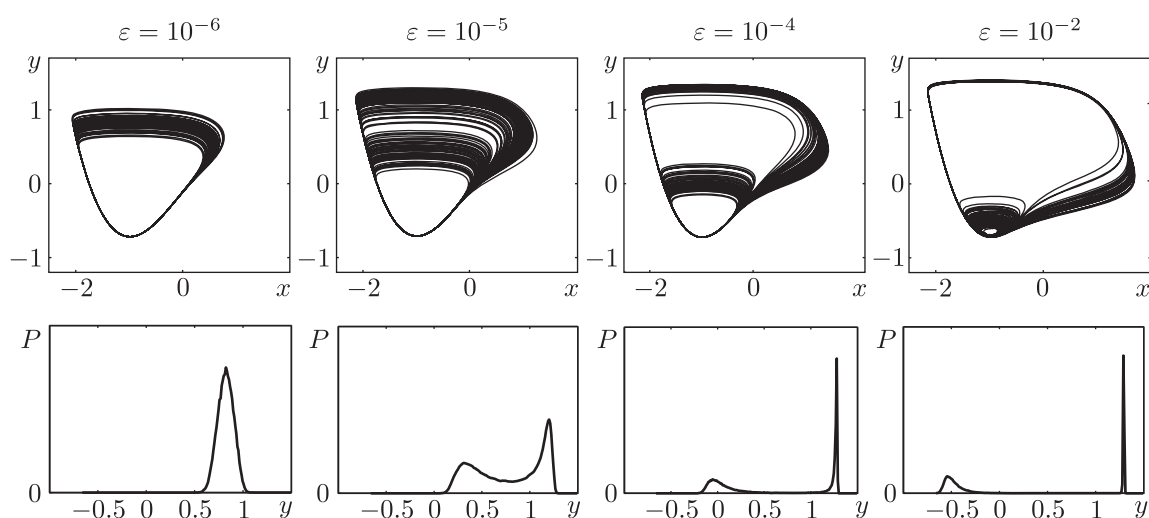 ε = 10⁻⁶ ε = 10⁻⁵ ε = 10⁻⁴ ε = 10⁻²
y y y y
1 1 1 1
0 0 0 0
−1 −1 −1 −1
−2 0 x −2 0 x −2 0 x −2 0 x
P P P P
0 0 0 0
−0.5 0 0.5 1 y −0.5 0 0.5 1 y −0.5 0 0.5 1 y −0.5 0 0.5 1 y